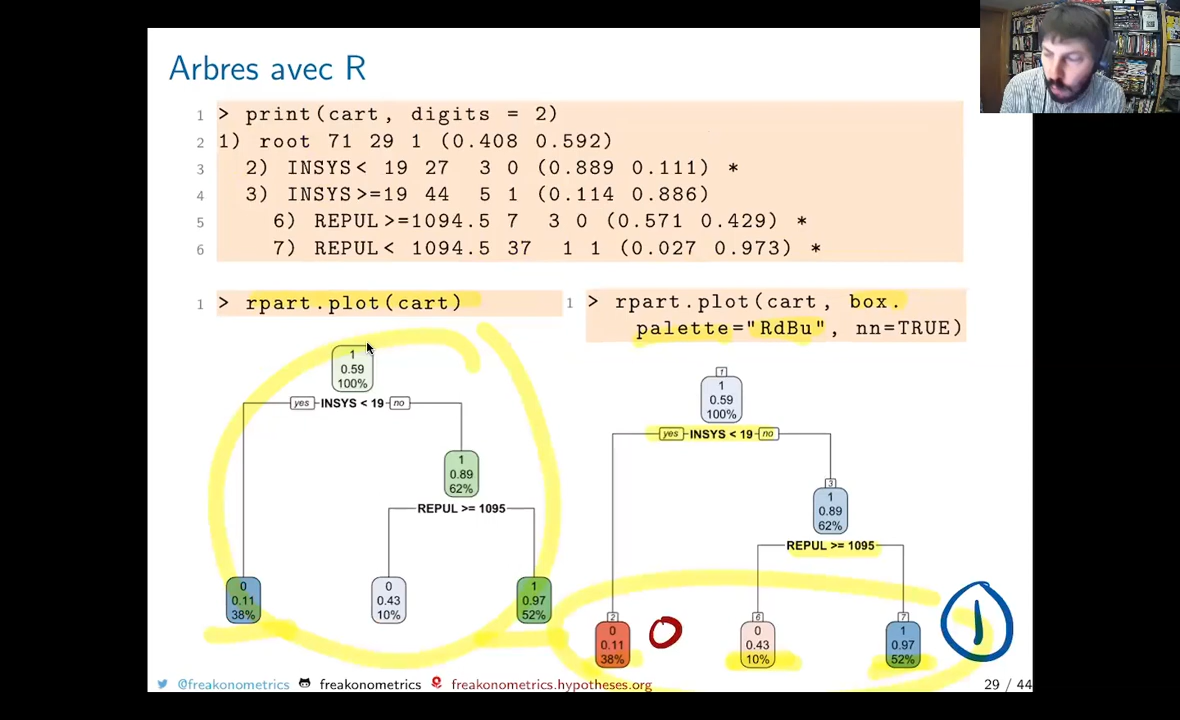 Arbres avec R
1 > print(cart, digits = 2)
2 1) root 71 29 1 (0.408 0.592)
3 2) INSYS< 19 27 3 0 (0.889 0.111) *
4 3) INSYS>=19 44 5 1 (0.114 0.886)
5 6) REPUL>=1094.5 7 3 0 (0.571 0.429) *
6 7) REPUL< 1094.5 37 1 1 (0.027 0.973) *
1 > rpart.plot(cart)
1
0.59
100%
yes INSYS < 19 no
1
0.89
62%
REPUL >= 1095
0
0.11
38%
0
0.43
10%
1
0.97
52%
1 > rpart.plot(cart, box.
palette="RdBu", nn=TRUE)
1
1
0.59
100%
yes INSYS < 19 no
3
1
0.89
62%
REPUL >= 1095
2
0
0.11
38%
0
6
0
0.43
10%
7
1
0.97
52%
1
@freakonometrics freakonometrics freakonometrics.hypotheses.org 29 / 44